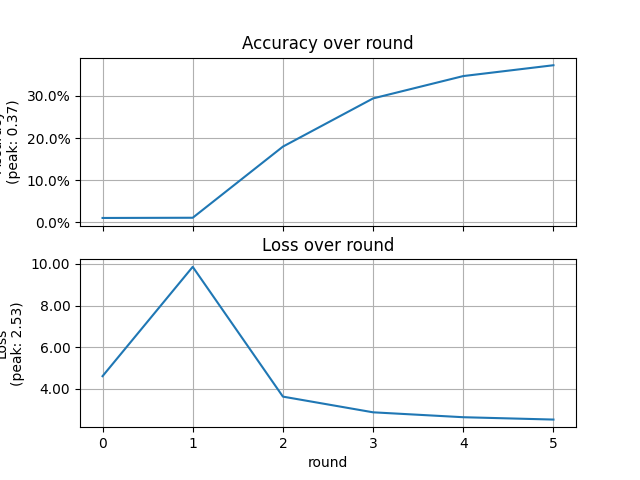 Accuracy over round
(peak: 0.37)
30.0%
20.0%
10.0%
0.0%
Loss over round
Loss
(peak: 2.53)
10.00
8.00
6.00
4.00
0 1 2 3 4 5
round